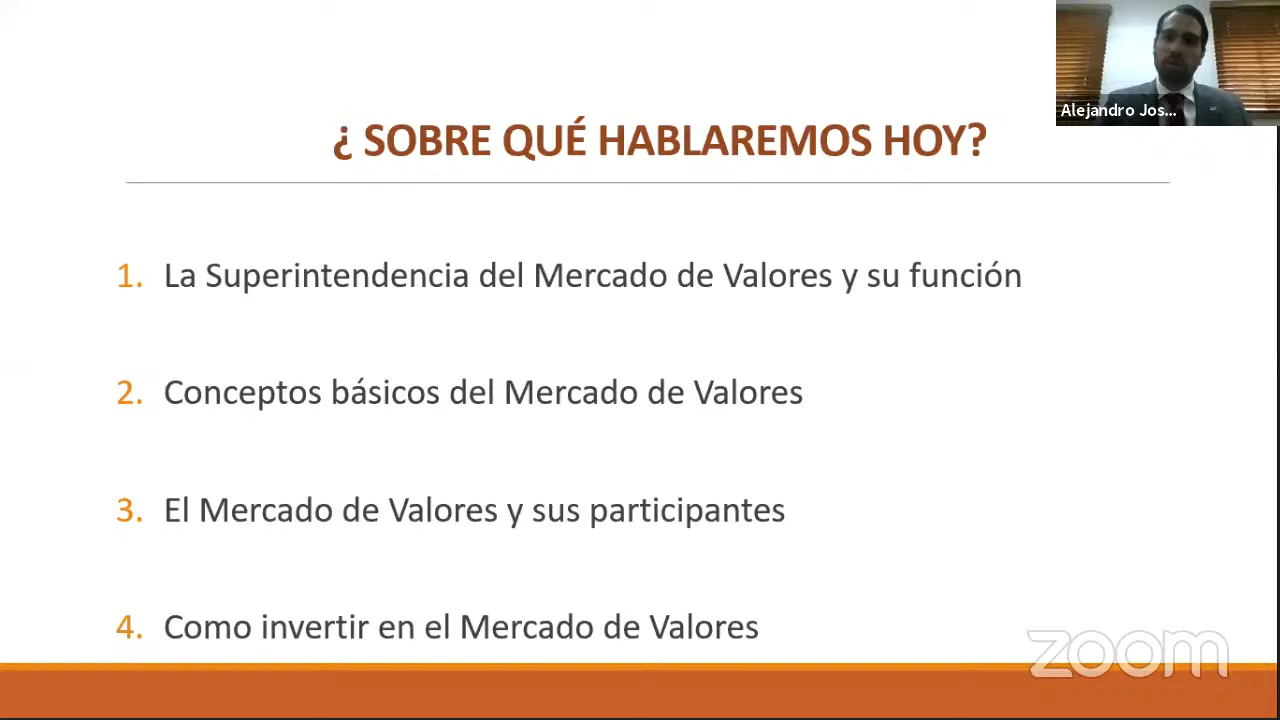 Alejandro Jos...
¿ SOBRE QUÉ HABLAREMOS HOY?
1. La Superintendencia del Mercado de Valores y su función
2. Conceptos básicos del Mercado de Valores
3. El Mercado de Valores y sus participantes
4. Como invertir en el Mercado de Valores
zoom